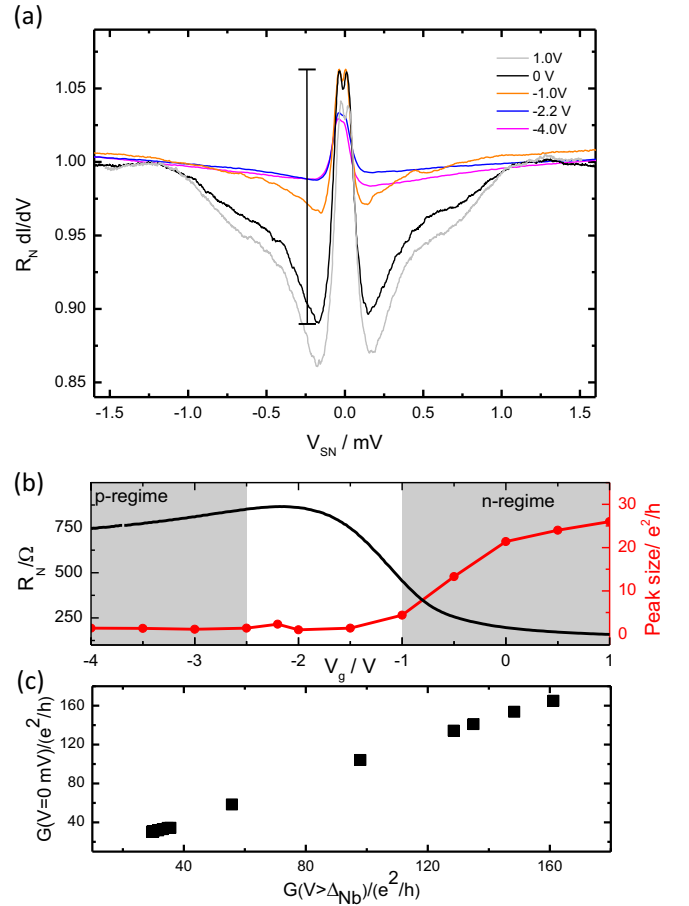 (a)
1.0V
0 V
-1.0V
-2.2 V
-4.0V
1.05
1.00
0.95
0.90
0.85
R_N dI/dV
-1.5 -1.0 -0.5 0.0 0.5 1.0 1.5
V_SN / mV
(b)
p-regime
n-regime
750
500
250
R_N/Ω
30
20
10
0
Peak size/ e²/h
-4 -3 -2 -1 0 1
V_g / V
(c)
160
120
80
40
G(V=0 mV)/(e²/h)
40 80 120 160
G(V>Δ_Nb)/(e²/h)